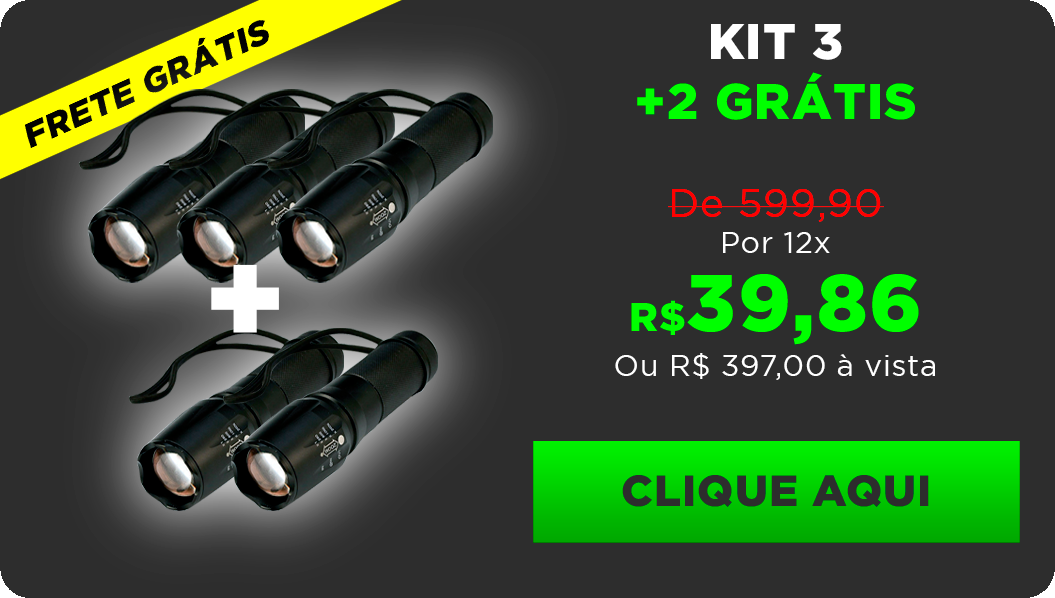 FRETE GRÁTIS
KIT 3
+2 GRÁTIS
De 599,90
Por 12x
R$39,86
Ou R$ 397,00 à vista
CLIQUE AQUI